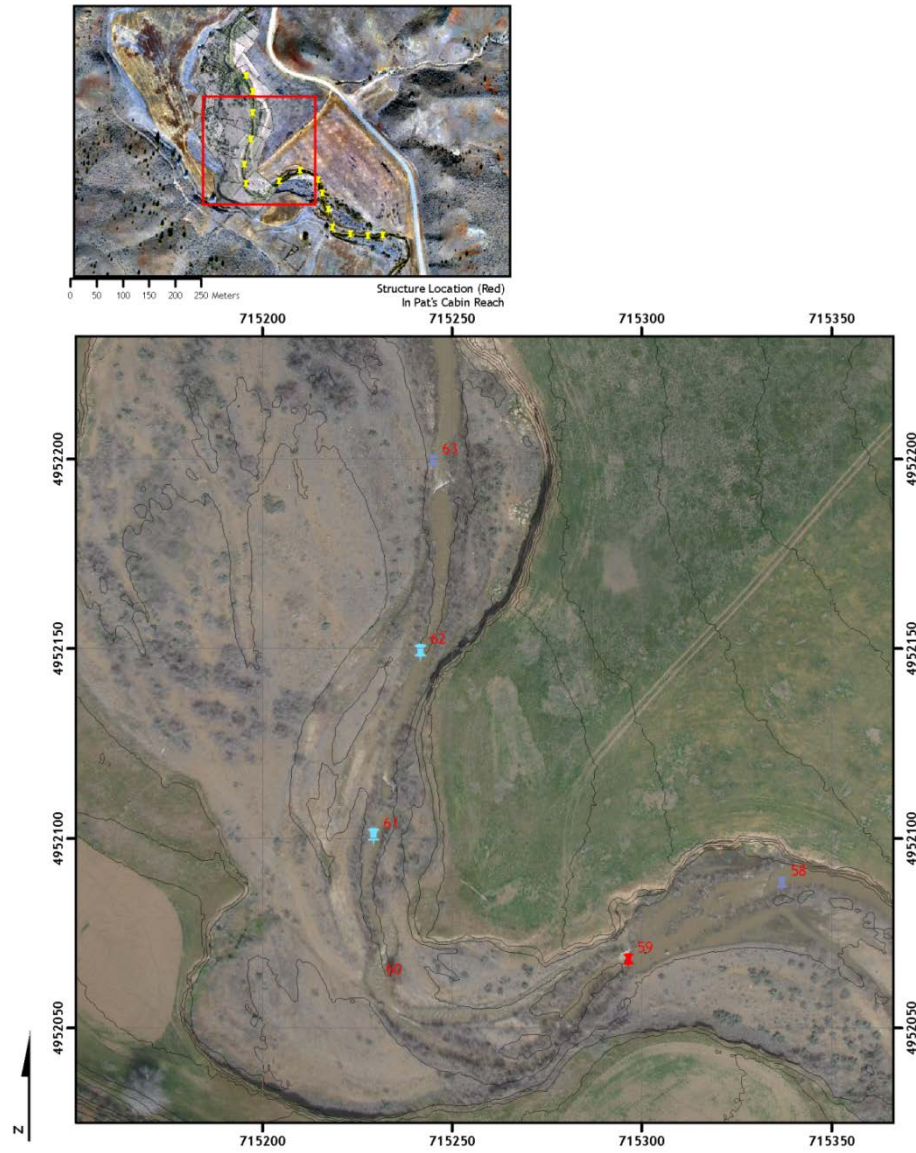 0 50 100 150 200 250 Meters
Structure Location (Red)
In Pat's Cabin Reach
715200 715250 715300 715350
4952200 63 4952200
4952150 62 4952150
4952100 61 4952100
58
59
60
4952050 4952050
N
715200 715250 715300 715350